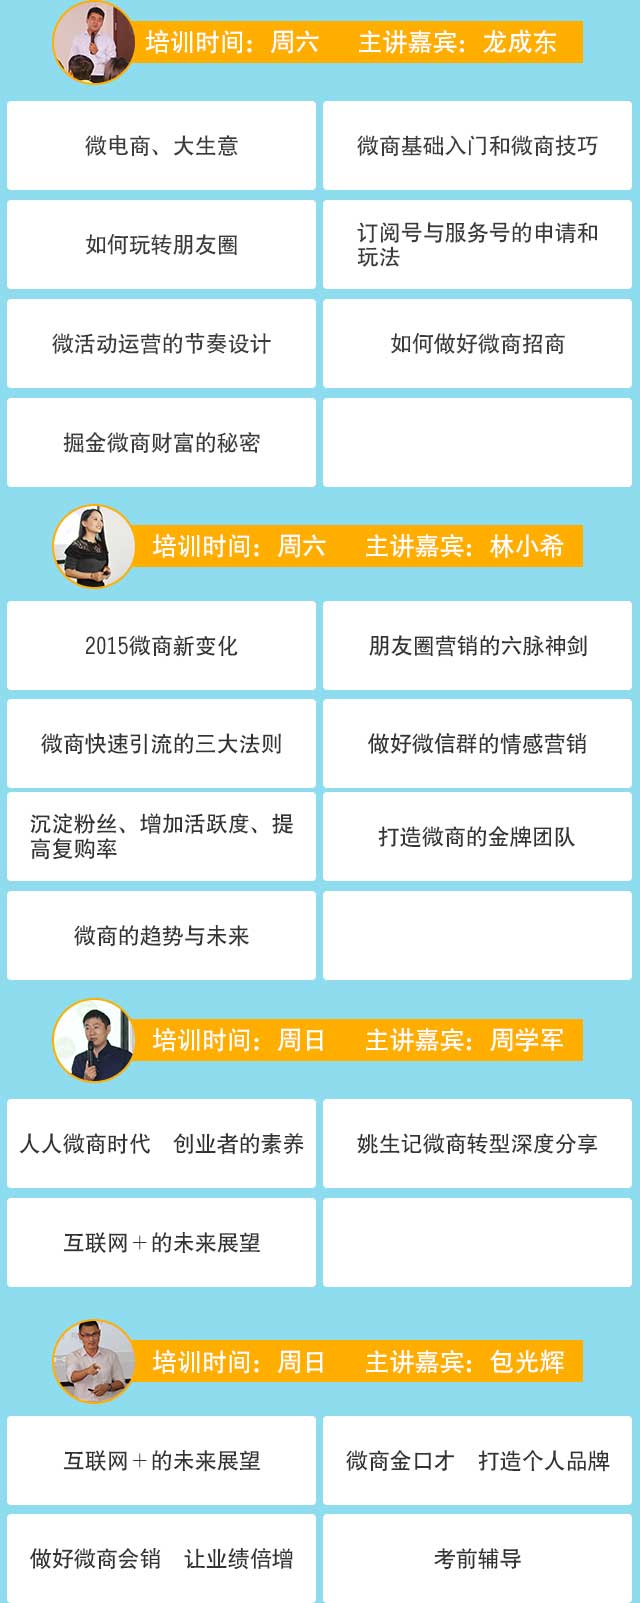 培训时间：周六 主讲嘉宾：龙成东
微电商、大生意
微商基础入门和微商技巧
如何玩转朋友圈
订阅号与服务号的申请和
玩法
微活动运营的节奏设计
如何做好微商招商
掘金微商财富的秘密
培训时间：周六 主讲嘉宾：林小希
2015微商新变化
朋友圈营销的六脉神剑
微商快速引流的三大法则
做好微信群的情感营销
沉淀粉丝、增加活跃度、提
高复购率
打造微商的金牌团队
微商的趋势与未来
培训时间：周日 主讲嘉宾：周学军
人人微商时代 创业者的素养
姚生记微商转型深度分享
互联网＋的未来展望
培训时间：周日 主讲嘉宾：包光辉
互联网＋的未来展望
微商金口才 打造个人品牌
做好微商会销 让业绩倍增
考前辅导